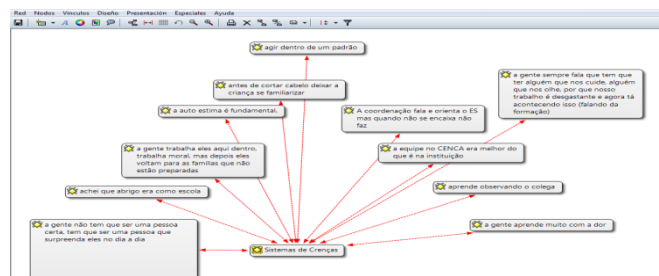 Red Nodos Vínculos Diseño Presentación Especiales Ayuda
agir dentro de um padrão
antes de cortar cabelo deixar a
criança se familiarizar
a gente sempre fala que tem que
ter alguém que nos cuide, alguém
que nos olhe, por que nosso
trabalho é desgastante e agora tá
acontecendo isso (falando da
formação)
a auto estima é fundamental.
A coordenação fala e orienta o ES
mas quando não se encaixa não
faz
a gente trabalha eles aqui dentro,
trabalha moral, mas depois eles
voltam para as famílias que não
estão preparadas
a equipe no CENCA era melhor do
que é na instituição
achei que abrigo era como escola
aprende observando o colega
a gente não tem que ser uma pessoa
certa, tem que ser uma pessoa que
surpreenda eles no dia a dia
a gente aprende muito com a dor
Sistemas de Crenças